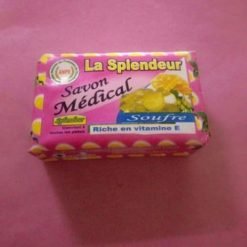 La Splendeur
Savon
Médical
Soufre
Riche en vitamine E